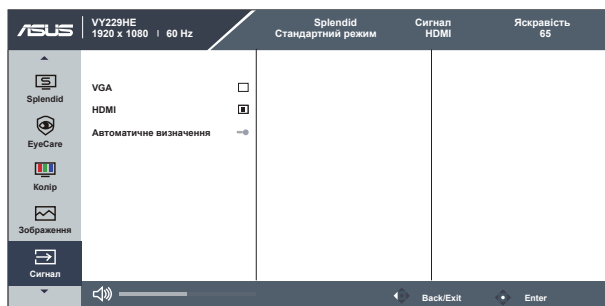 ASUS
VY229HE
1920 x 1080 | 60 Hz
Splendid
Стандартний режим
Сигнал
HDMI
Яскравість
65
Splendid
EyeCare
Колір
Зображення
Сигнал
VGA
HDMI
Автоматичне визначення
Back/Exit
Enter